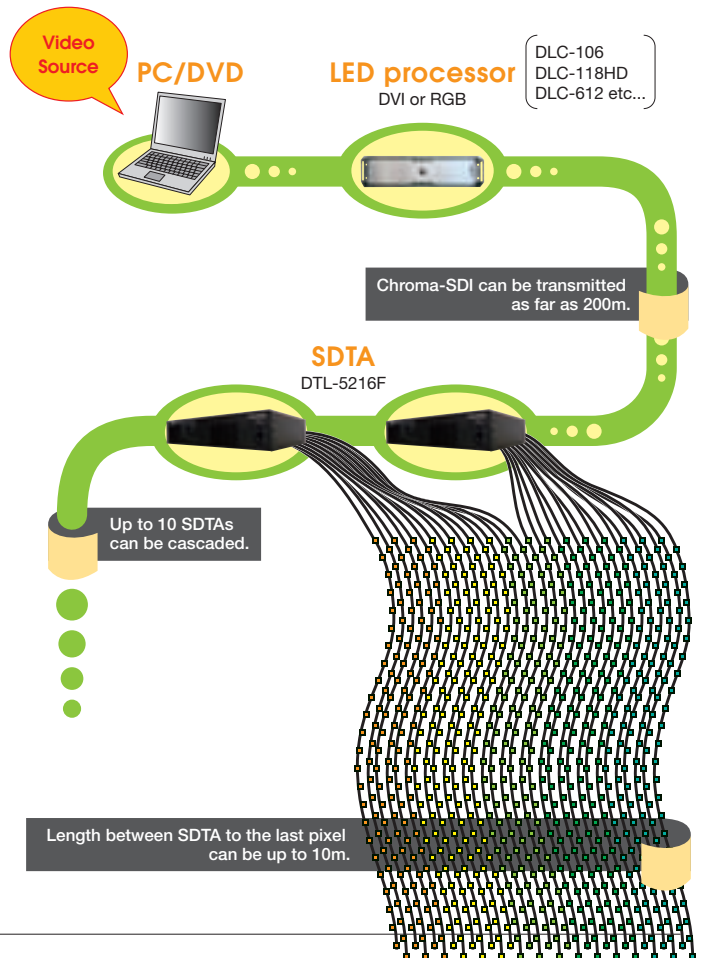 Video
Source
PC/DVD
LED processor
DVI or RGB
DLC-106
DLC-118HD
DLC-612 etc...
Chroma-SDI can be transmitted
as far as 200m.
SDTA
DTL-5216F
Up to 10 SDTAs
can be cascaded.
Length between SDTA to the last pixel
can be up to 10m.